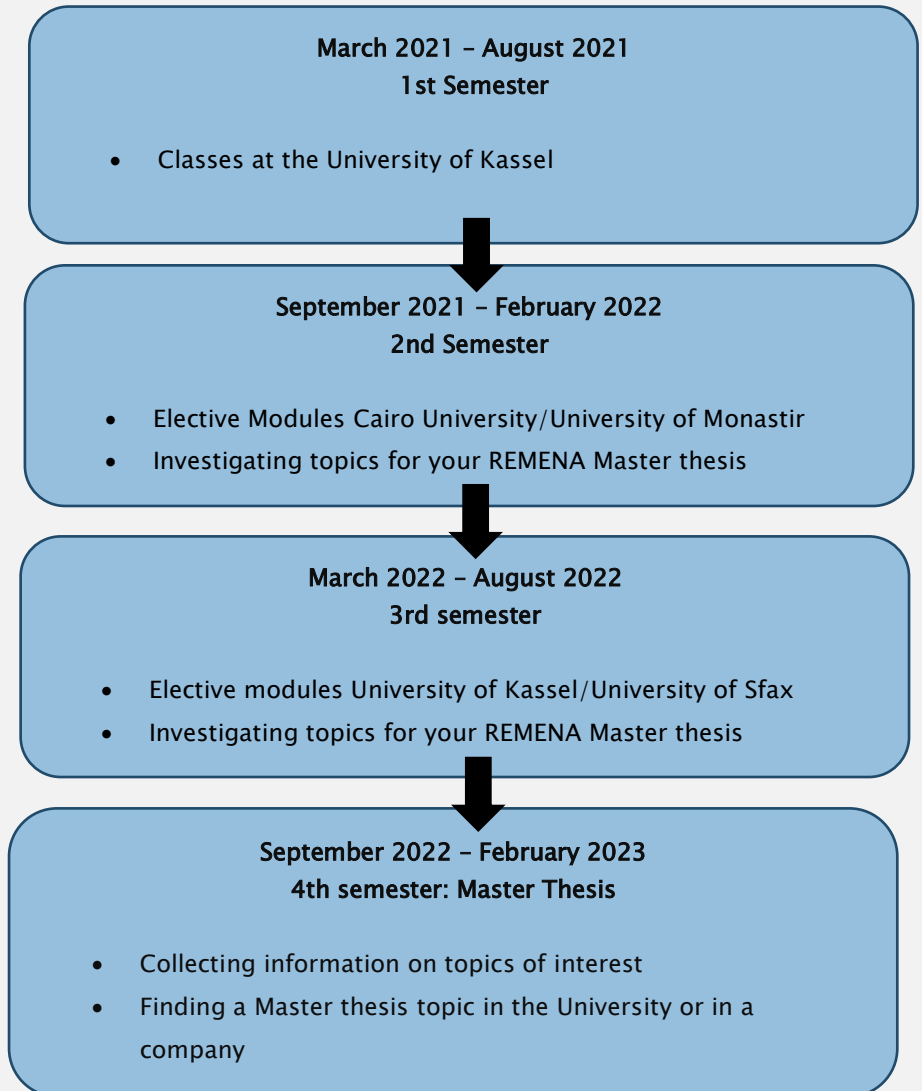 March 2021 – August 2021
1st Semester
• Classes at the University of Kassel
September 2021 – February 2022
2nd Semester
• Elective Modules Cairo University/University of Monastir
• Investigating topics for your REMENA Master thesis
March 2022 – August 2022
3rd semester
• Elective modules University of Kassel/University of Sfax
• Investigating topics for your REMENA Master thesis
September 2022 – February 2023
4th semester: Master Thesis
• Collecting information on topics of interest
• Finding a Master thesis topic in the University or in a
company